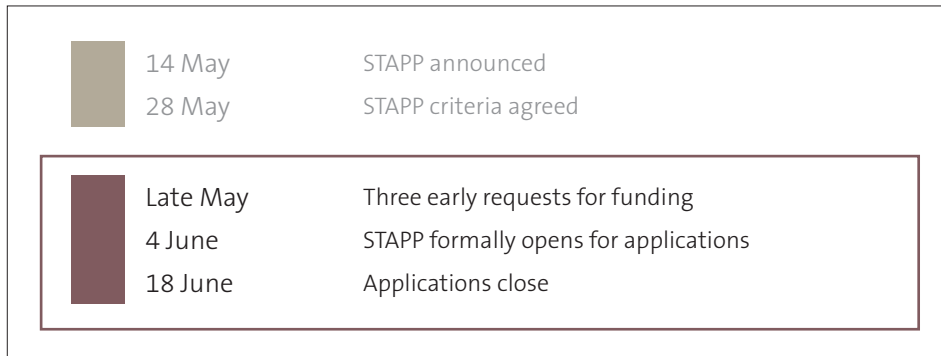 14 May STAPP announced
28 May STAPP criteria agreed
Late May Three early requests for funding
4 June STAPP formally opens for applications
18 June Applications close